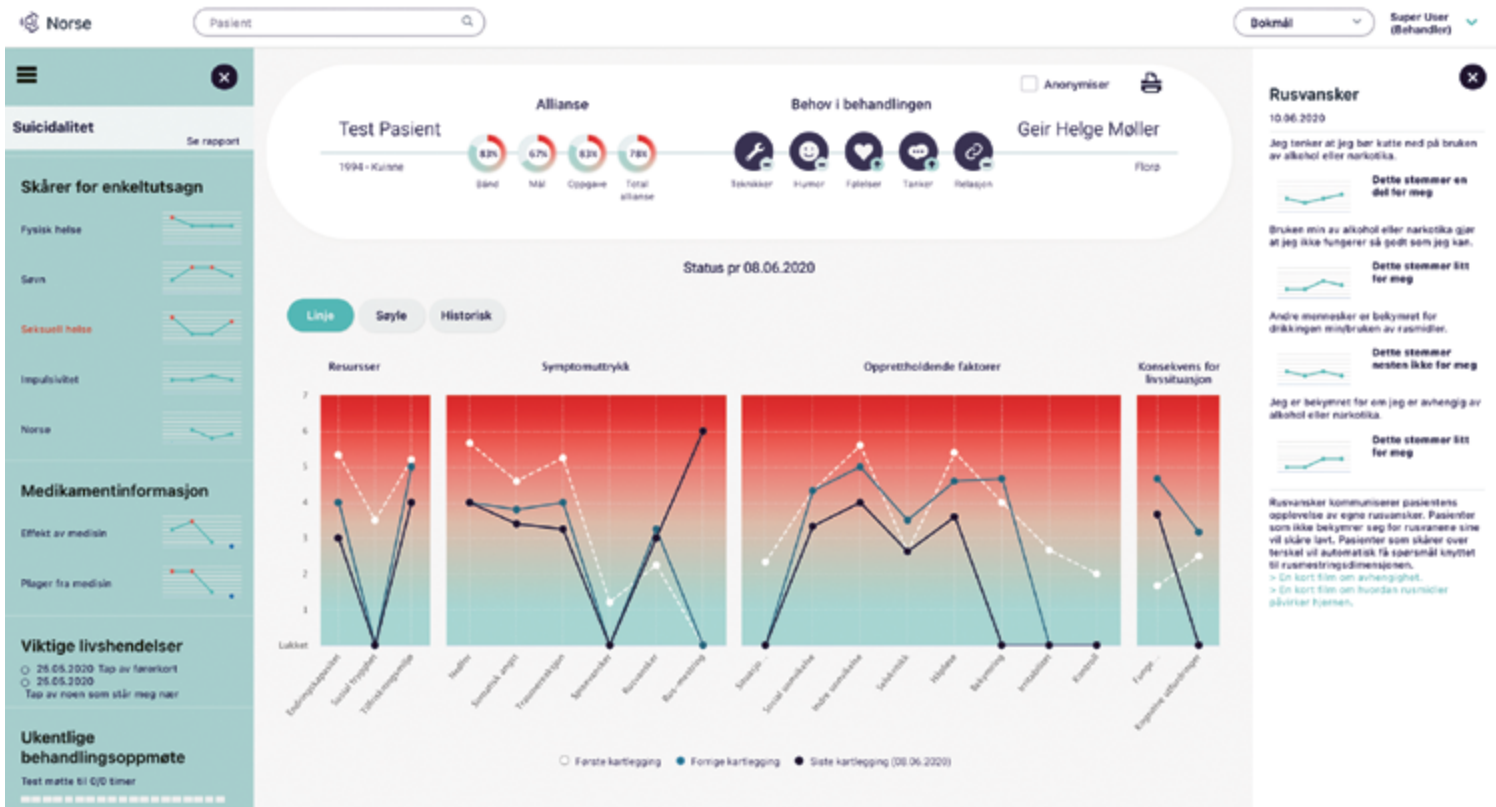 Norse
Pasient
Bokmål
Super User
(Behandler)
Suicidalitet
Se rapport
Skårer for enkeltutsagn
Fysisk helse
Søvn
Seksuell helse
Impulsivitet
Norse
Medikamentinformasjon
Effekt av medisin
Plager fra medisin
Viktige livshendelser
25.05.2020 Tap av førerkort
25.05.2020
Tap av noen som står meg nær
Ukentlige
behandlingsoppmøte
Test møtte til 0/0 timer
Anonymiser
Allianse
Behov i behandlingen
Test Pasient
Geir Helge Møller
1994 - Kvinne
Florø
83%
67%
83%
78%
Bånd
Mål
Oppgave
Total
allianse
Teknikker
Humor
Følelser
Tanker
Relasjon
Status pr 08.06.2020
Linje
Søyle
Historisk
Resursser
Symptomuttrykk
Opprettholdende faktorer
Konsekvens for
livssituasjon
7
6
5
4
3
2
1
Lukket
Endringskapasitet
Sosial trygghet
Tilfriskningsmiljø
Nedfor
Somatisk angst
Traumereaksjon
Spisevansker
Rusvansker
Rus-mestring
Situasjo...
Sosial unnvikelse
Indre unnvikelse
Selvkritikk
Håpløse
Bekymring
Irritabilitet
Kontroll
Funge...
Kognitive utfordringer
Første kartlegging
Forrige kartlegging
Siste kartlegging (08.06.2020)
Rusvansker
10.06.2020
Jeg tenker at jeg bør kutte ned på bruken
av alkohol eller narkotika.
Dette stemmer en
del for meg
Bruken min av alkohol eller narkotika gjør
at jeg ikke fungerer så godt som jeg kan.
Dette stemmer litt
for meg
Andre mennesker er bekymret for
drikkingen min/bruken av rusmidler.
Dette stemmer
nesten ikke for meg
Jeg er bekymret for om jeg er avhengig av
alkohol eller narkotika.
Dette stemmer litt
for meg
Rusvansker kommuniserer pasientens
opplevelse av egne rusvansker. Pasienter
som ikke bekymrer seg for rusvanene sine
vil skåre lavt. Pasienter som skårer over
terskel vil automatisk få spørsmål knyttet
til rusmestringsdimensjonen.
> En kort film om avhengighet.
> En kort film om hvordan rusmidler
påvirker hjernen.